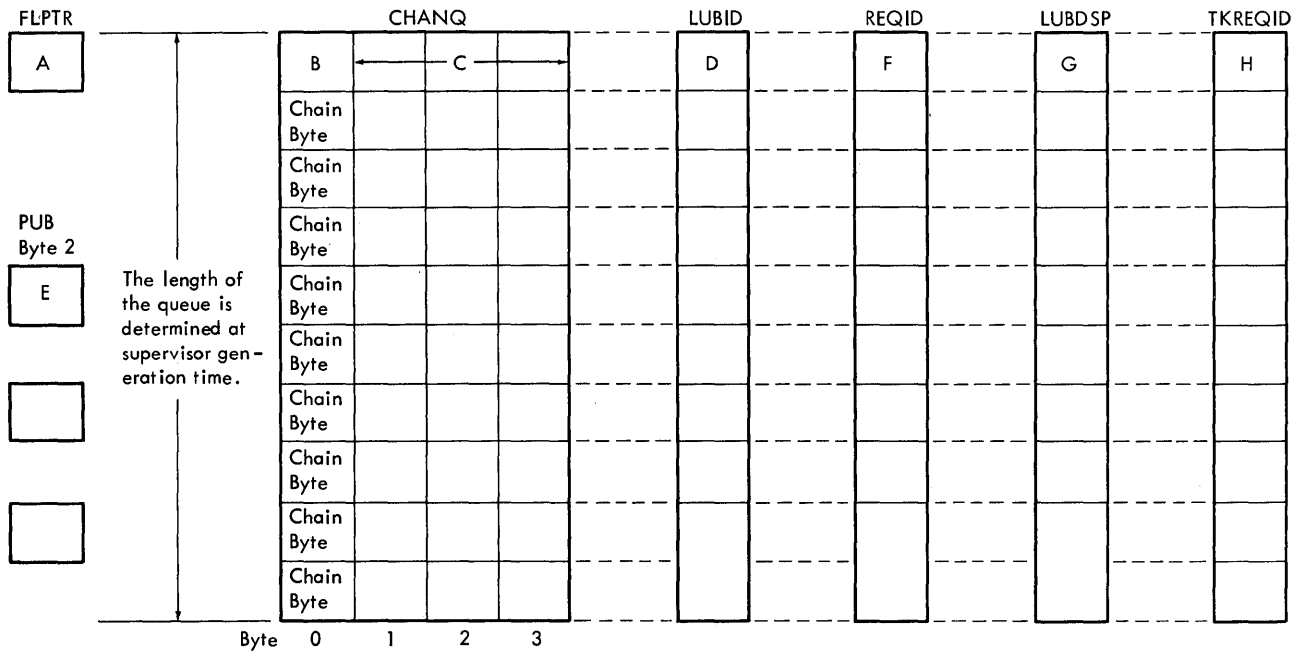 FLPTR CHANQ LUBID REQID LUBDSP TKREQID
A B C D F G H
Chain
Byte
Chain
Byte
PUB
Byte 2
Chain
Byte
E
The length of
the queue is
determined at
supervisor gen-
eration time.
Chain
Byte
Chain
Byte
Chain
Byte
Chain
Byte
Chain
Byte
Chain
Byte
Byte 0 1 2 3